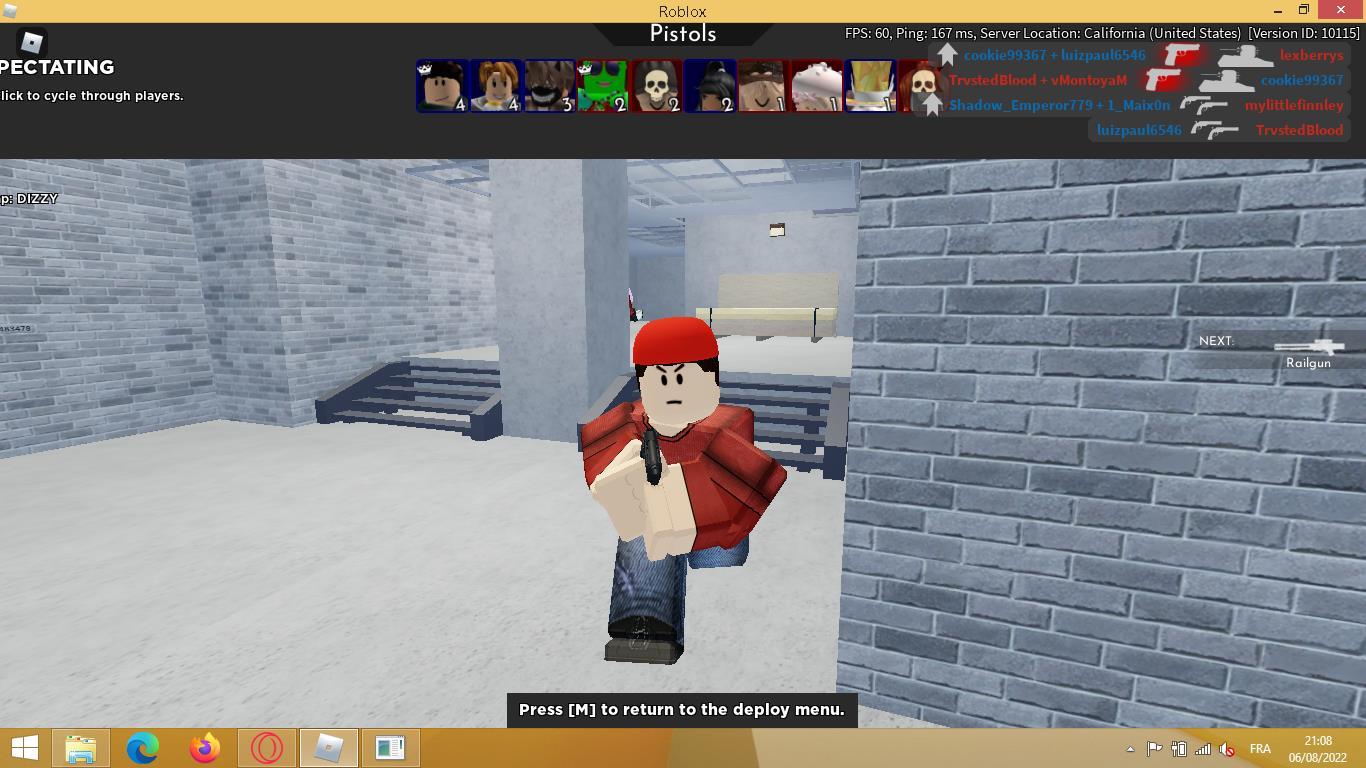 Roblox
Pistols
FPS: 60, Ping: 167 ms, Server Location: California (United States) [Version ID: 10115]
PECTATING
lick to cycle through players.
4 4 3 2 2 2 1 1 1
cookie99367 + luizpaul6546 lexberrys
TrvstedBlood + vMontoyaM cookie99367
Shadow_Emperor779 + 1_Maix0n mylittlefinnley
luizpaul6546 TrvstedBlood
p: DIZZY
NEXT:
Railgun
Press [M] to return to the deploy menu.
FRA
21:08
06/08/2022